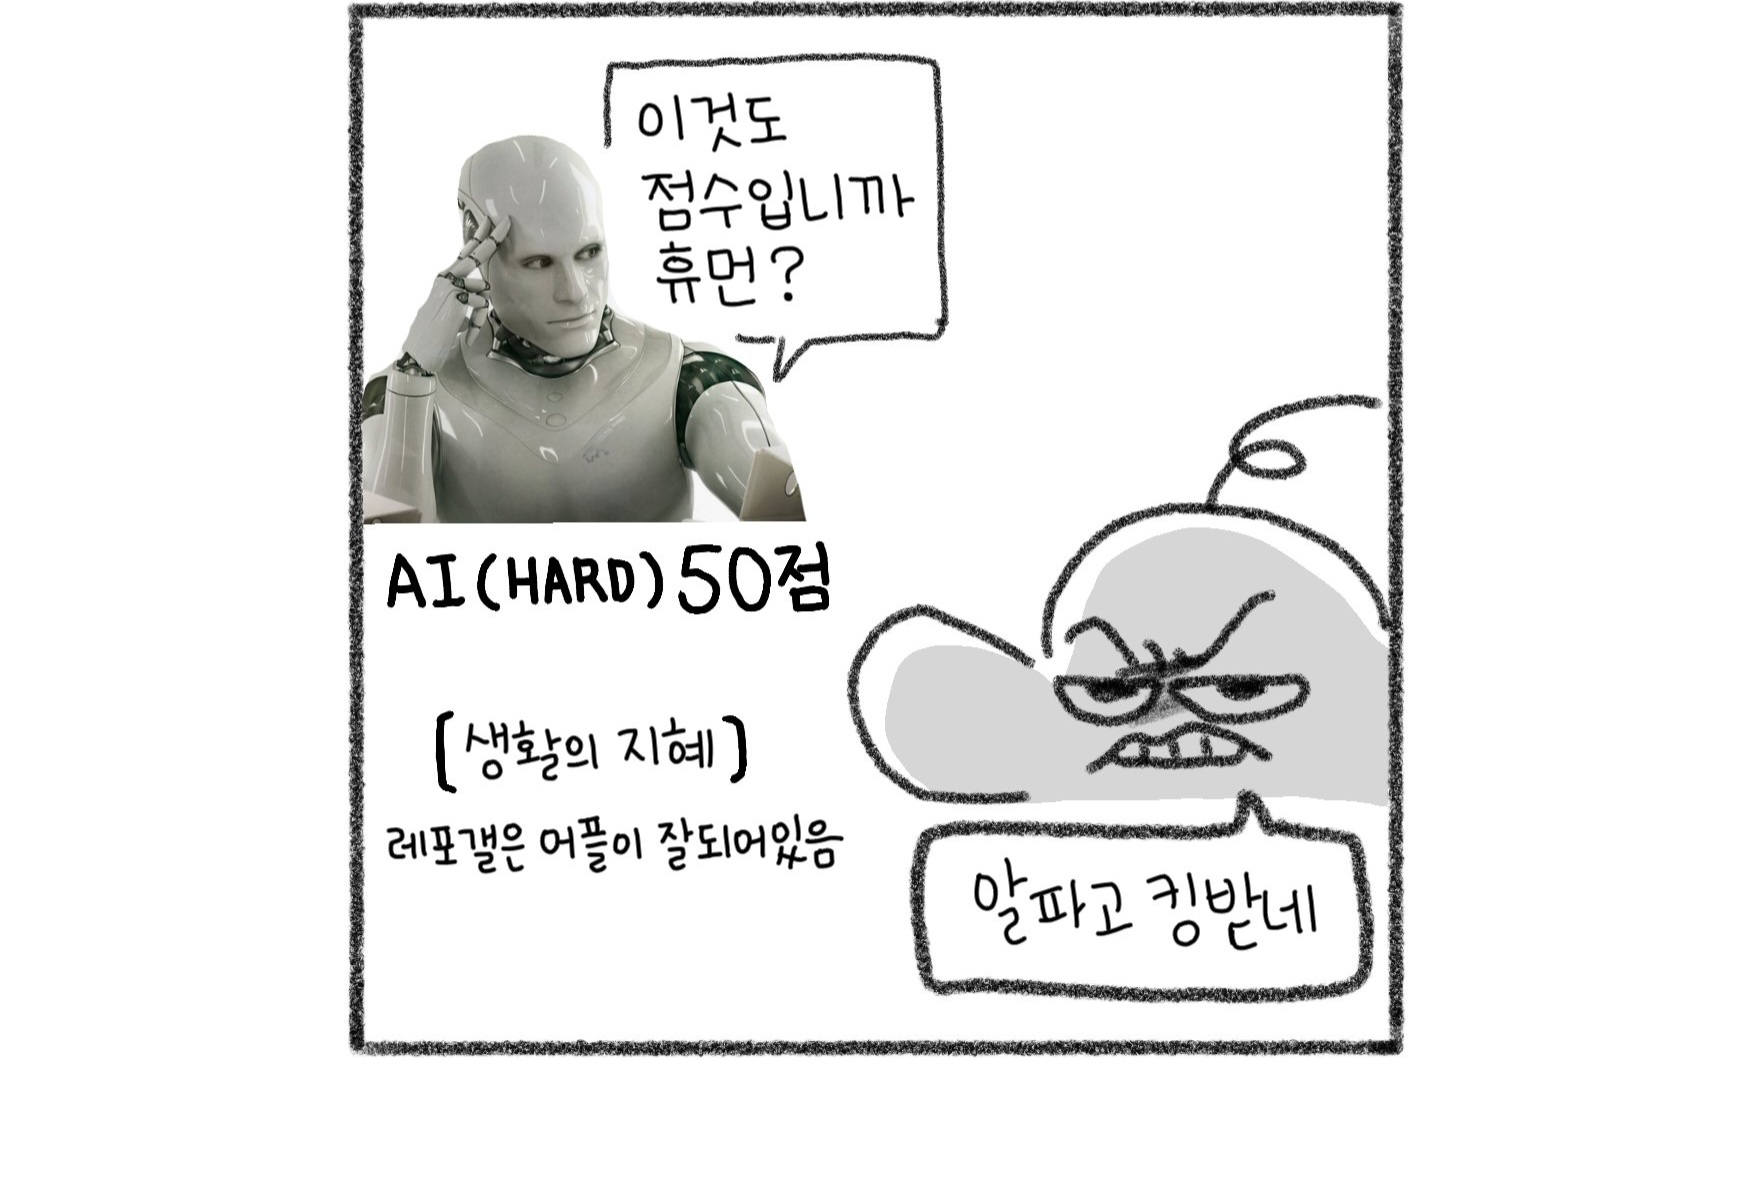 이것도
점수입니까
휴먼?
AI(HARD) 50점
[생활의 지혜]
레포갤은 어플이 잘되어있음
알파고 킹받네